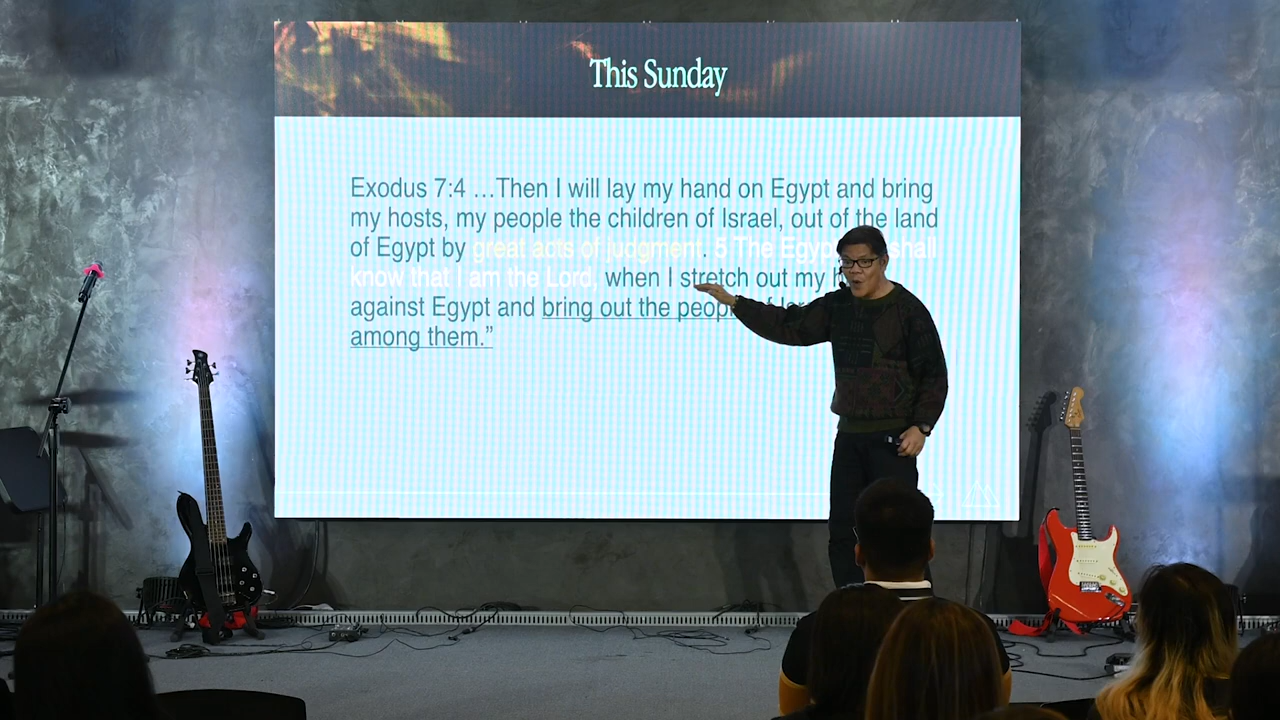 This Sunday
Exodus 7:4 …Then I will lay my hand on Egypt and bring
my hosts, my people the children of Israel, out of the land
of Egypt by great acts of judgment. 5 The shall
know that I am the Lord, when I stretch out my
against Egypt and bring out the of
among them.”